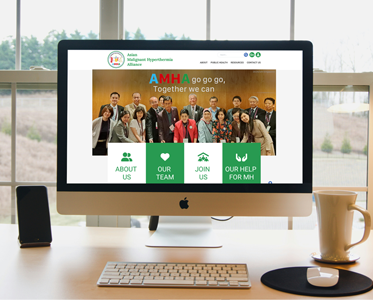 Asian
Malignant Hyperthermia
Alliance
ABOUT PUBLIC HEALTH RESOURCES CONTACT US
AMHA go go go,
Together we can
ABOUT
US
OUR
TEAM
JOIN
US
OUR HELP
FOR MH